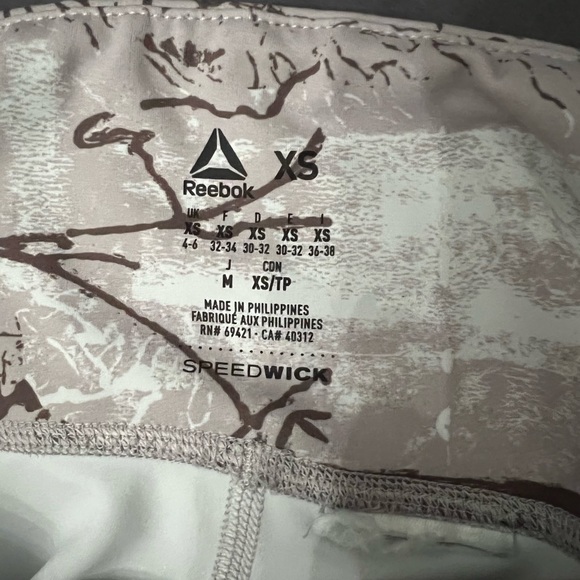 XS
Reebok
UK F D E I
XS XS XS XS XS
4-6 32-34 30-32 30-32 36-38
J CDN
M XS/TP
MADE IN PHILIPPINES
FABRIQUÉ AUX PHILIPPINES
RN# 69421 · CA# 40312
SPEEDWICK